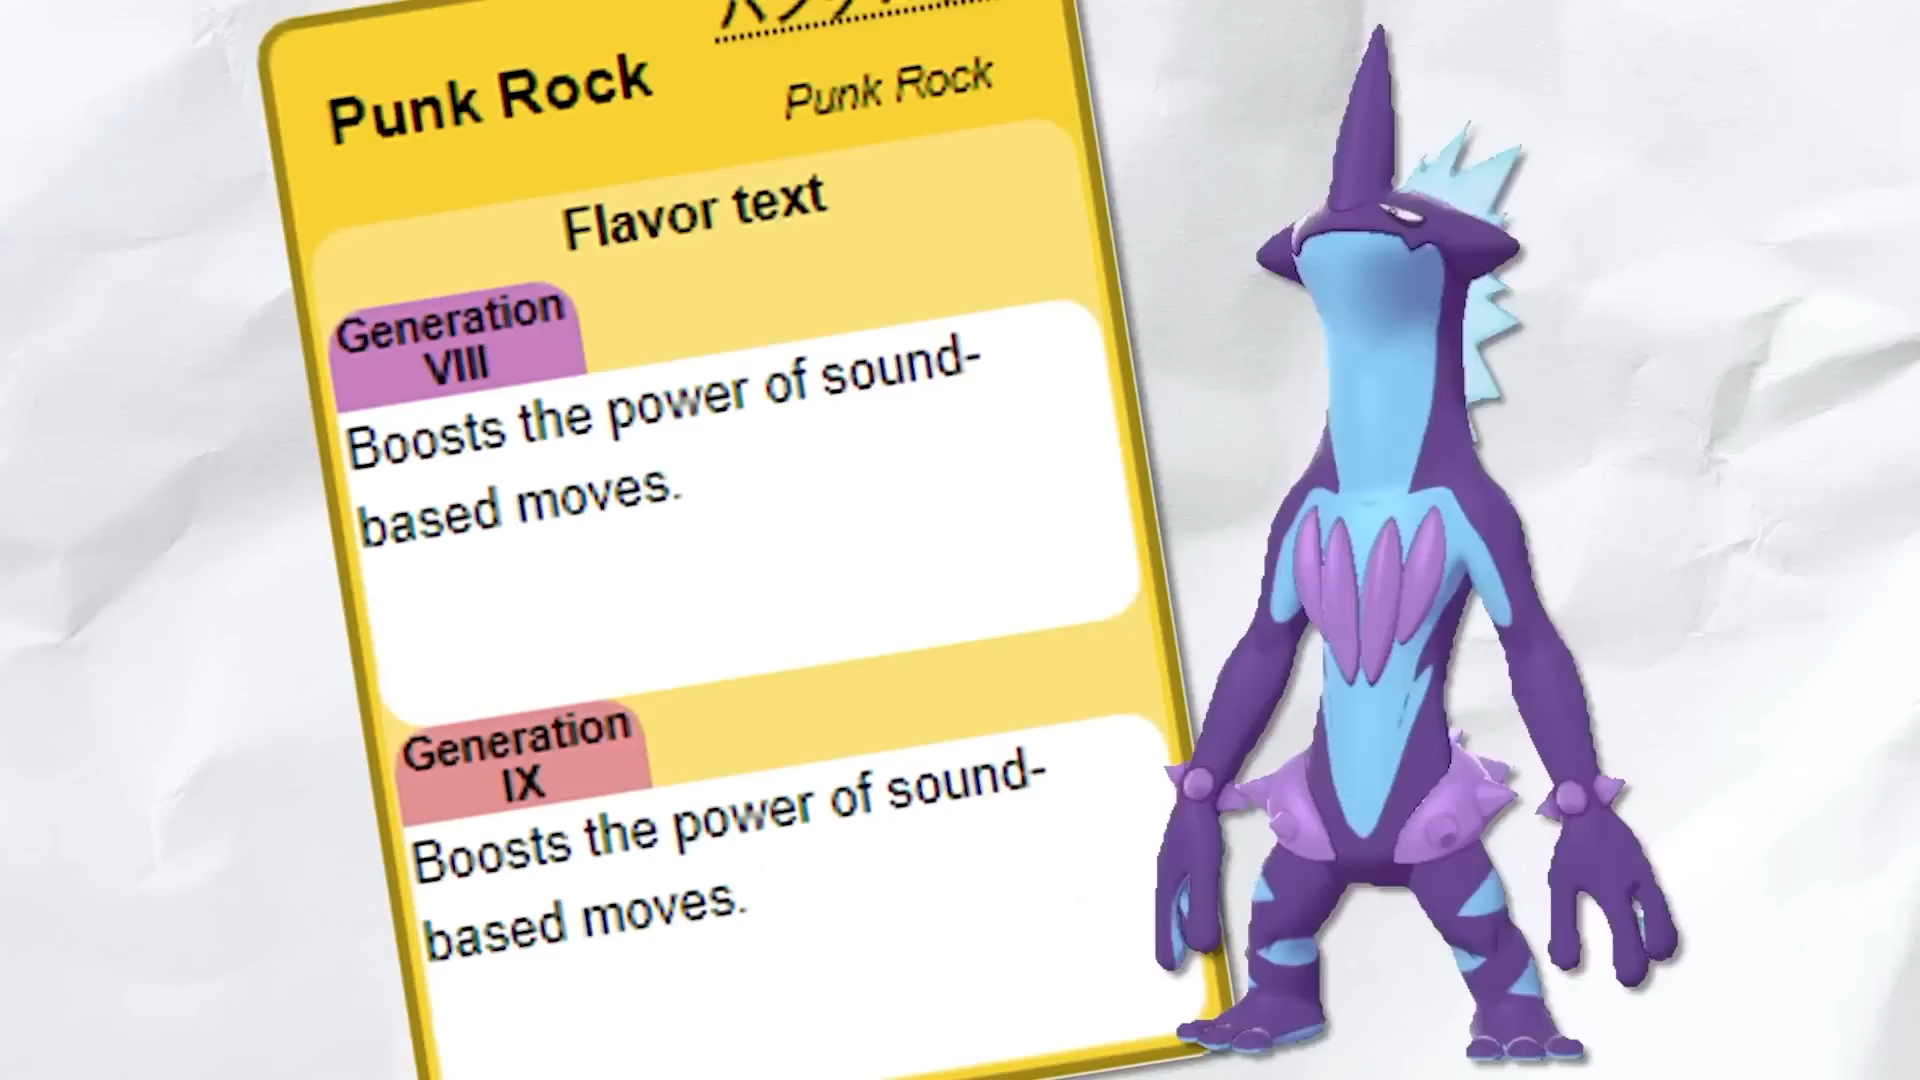 Punk Rock
Punk Rock
Flavor text
Generation
VIII
Boosts the power of sound-
based moves.
Generation
IX
Boosts the power of sound-
based moves.